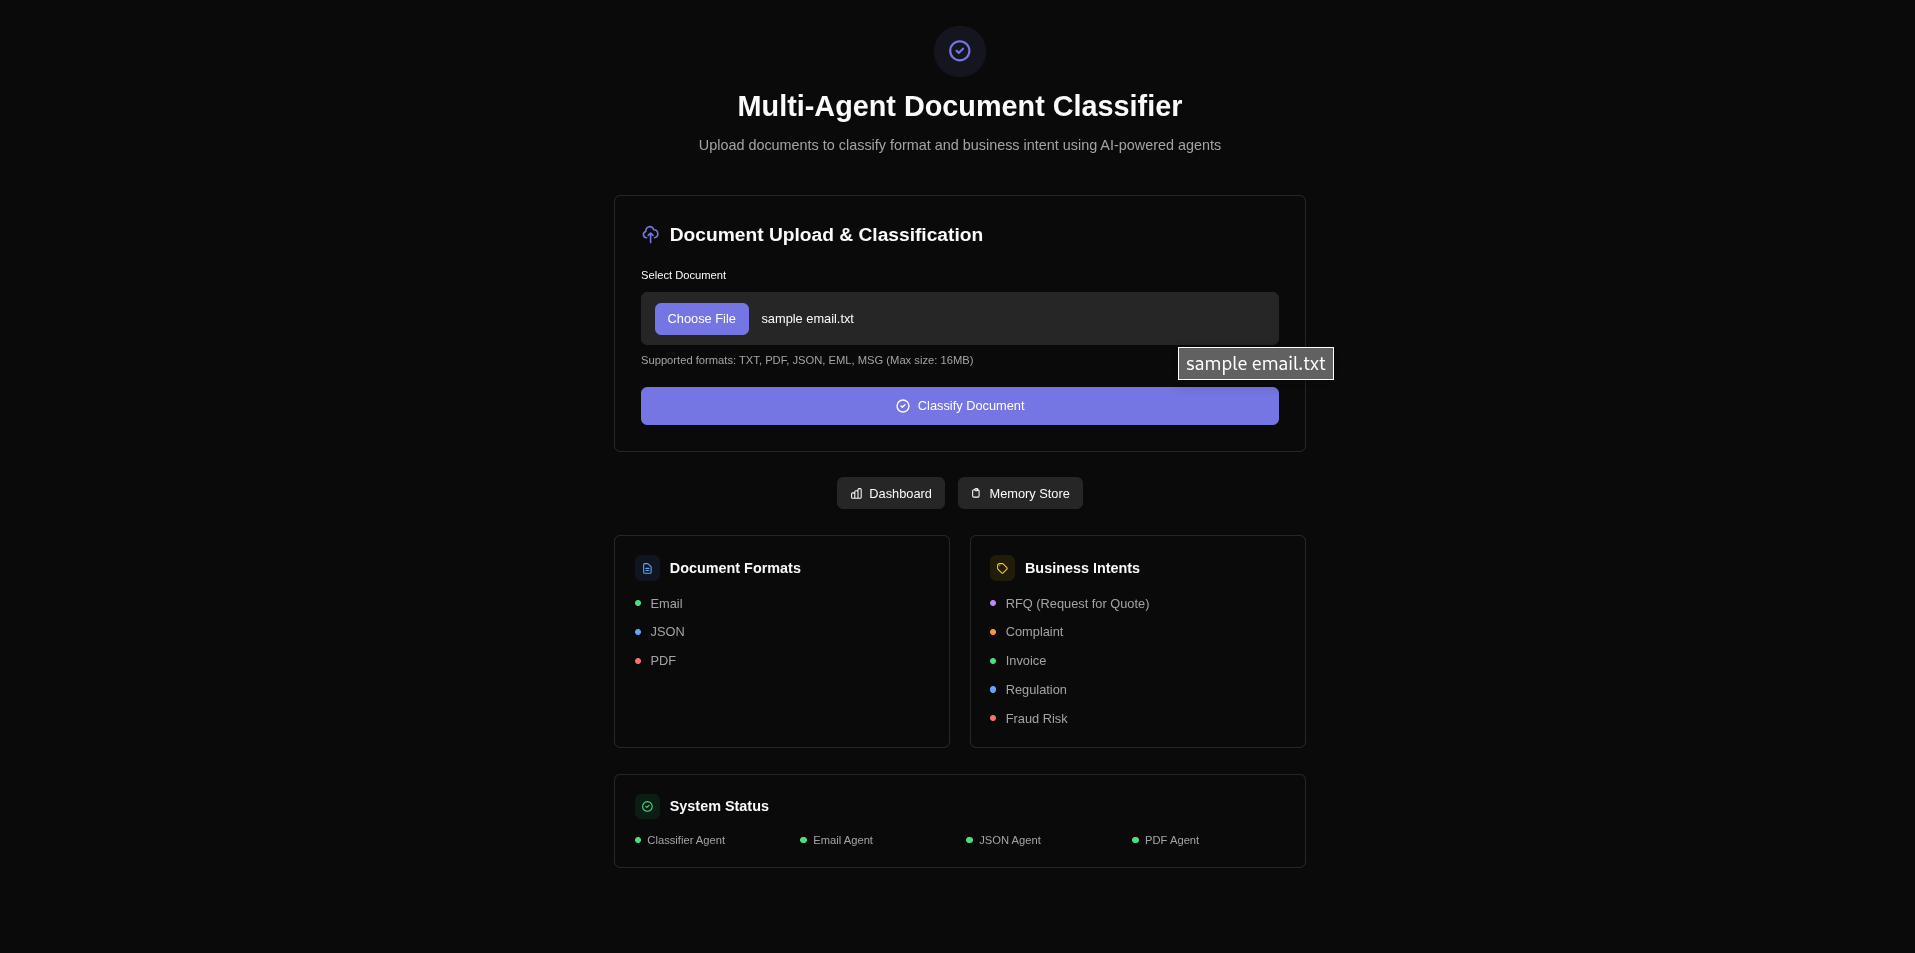 Multi-Agent Document Classifier
Upload documents to classify format and business intent using AI-powered agents
Document Upload & Classification
Select Document
Choose File sample email.txt
Supported formats: TXT, PDF, JSON, EML, MSG (Max size: 16MB)
sample email.txt
Classify Document
Dashboard Memory Store
Document Formats
Email
JSON
PDF
Business Intents
RFQ (Request for Quote)
Complaint
Invoice
Regulation
Fraud Risk
System Status
Classifier Agent Email Agent JSON Agent PDF Agent